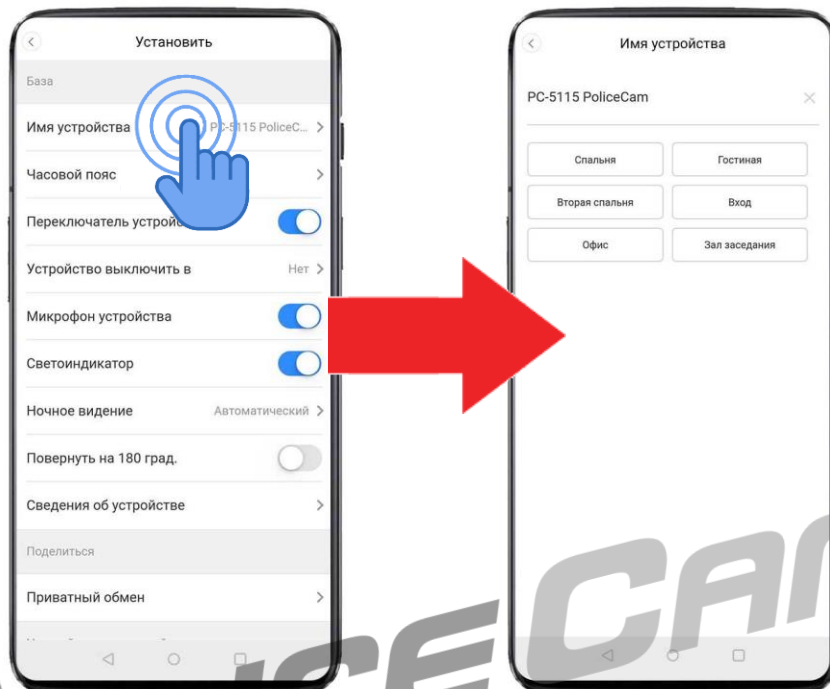 Установить
База
Имя устройства PC-5115 PoliceC...
Часовой пояс
Переключатель
Устройство выключить в Нет
Микрофон устройства
Светоиндикатор
Ночное видение Автоматический
Повернуть на 180 град.
Сведения об устройстве
Поделиться
Приватный обмен
Имя устройства
PC-5115 PoliceCam
Спальня Гостиная
Вторая спальня Вход
Офис Зал заседания